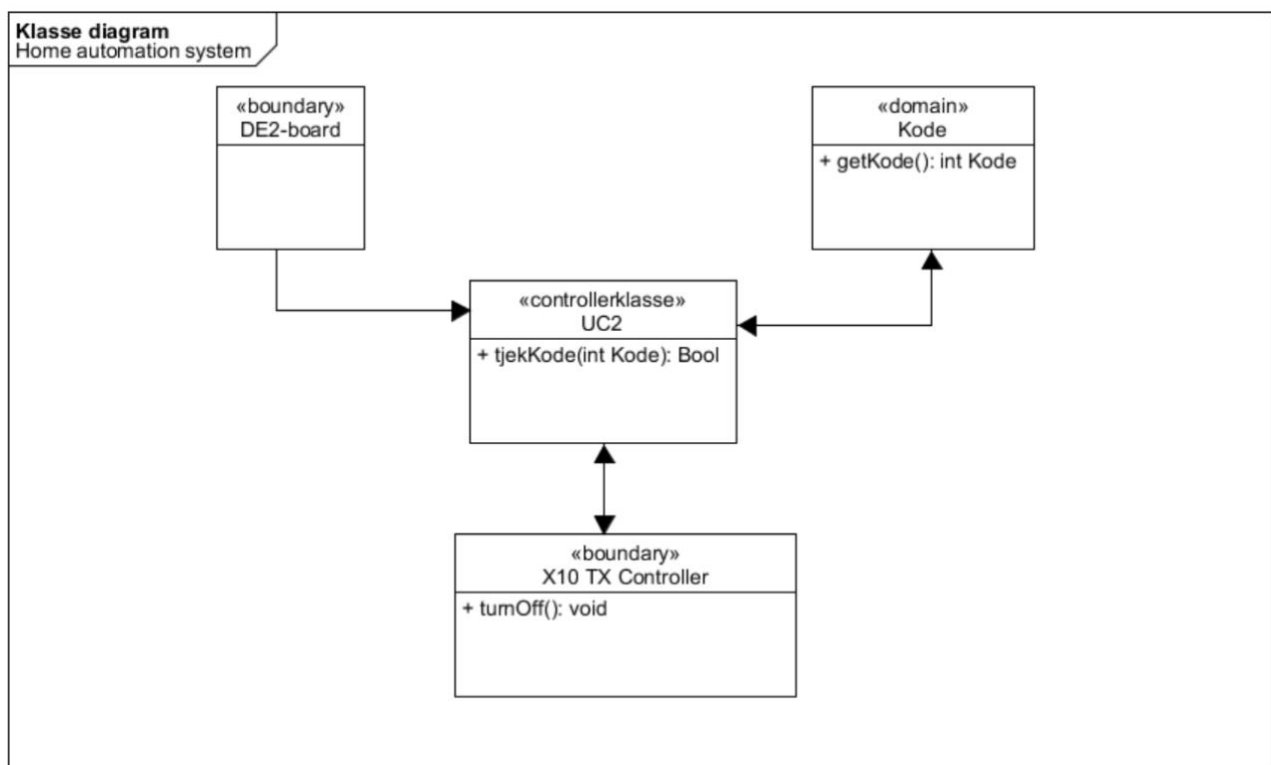 Klasse diagram
Home automation system
«boundary»
DE2-board
«domain»
Kode
+ getKode(): int Kode
«controllerklasse»
UC2
+ tjekKode(int Kode): Bool
«boundary»
X10 TX Controller
+ turnOff(): void